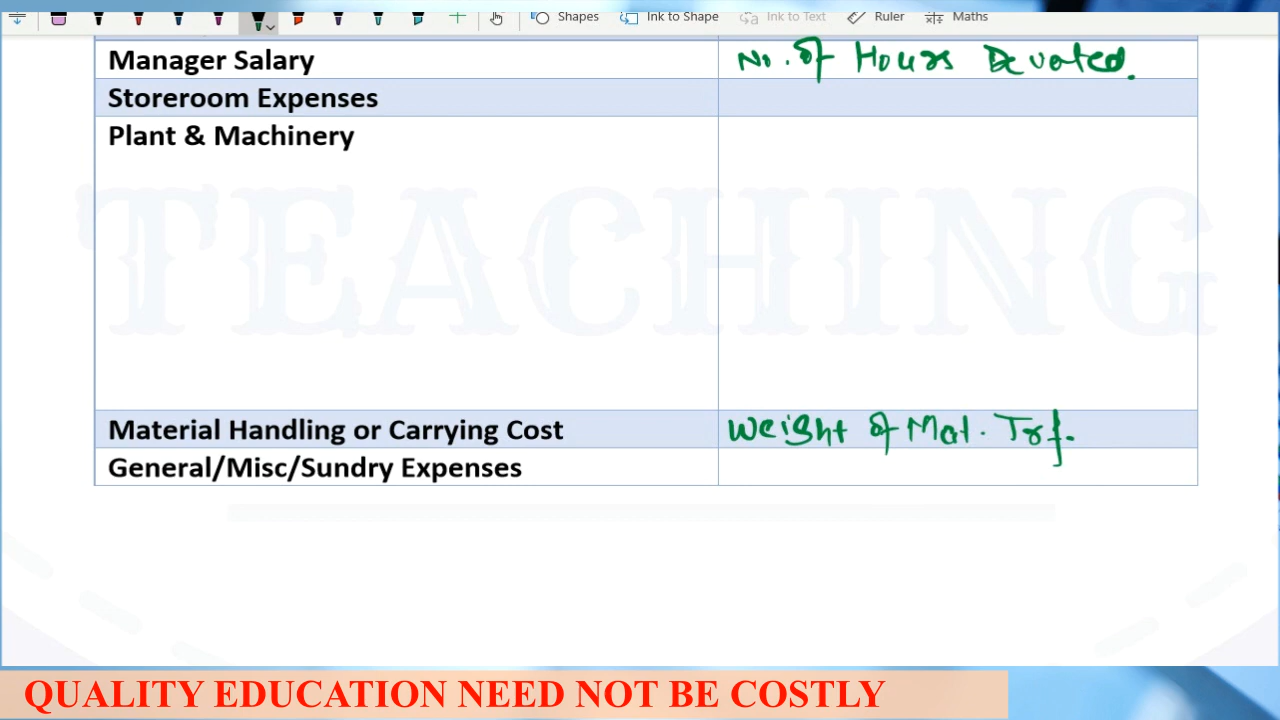 Shapes Ink to Shape Ink to Text Ruler Maths
Manager Salary No. of Hours Devoted.
Storeroom Expenses
Plant & Machinery
TEACHING
Material Handling or Carrying Cost Weight of Mat. Trf.
General/Misc/Sundry Expenses
QUALITY EDUCATION NEED NOT BE COSTLY